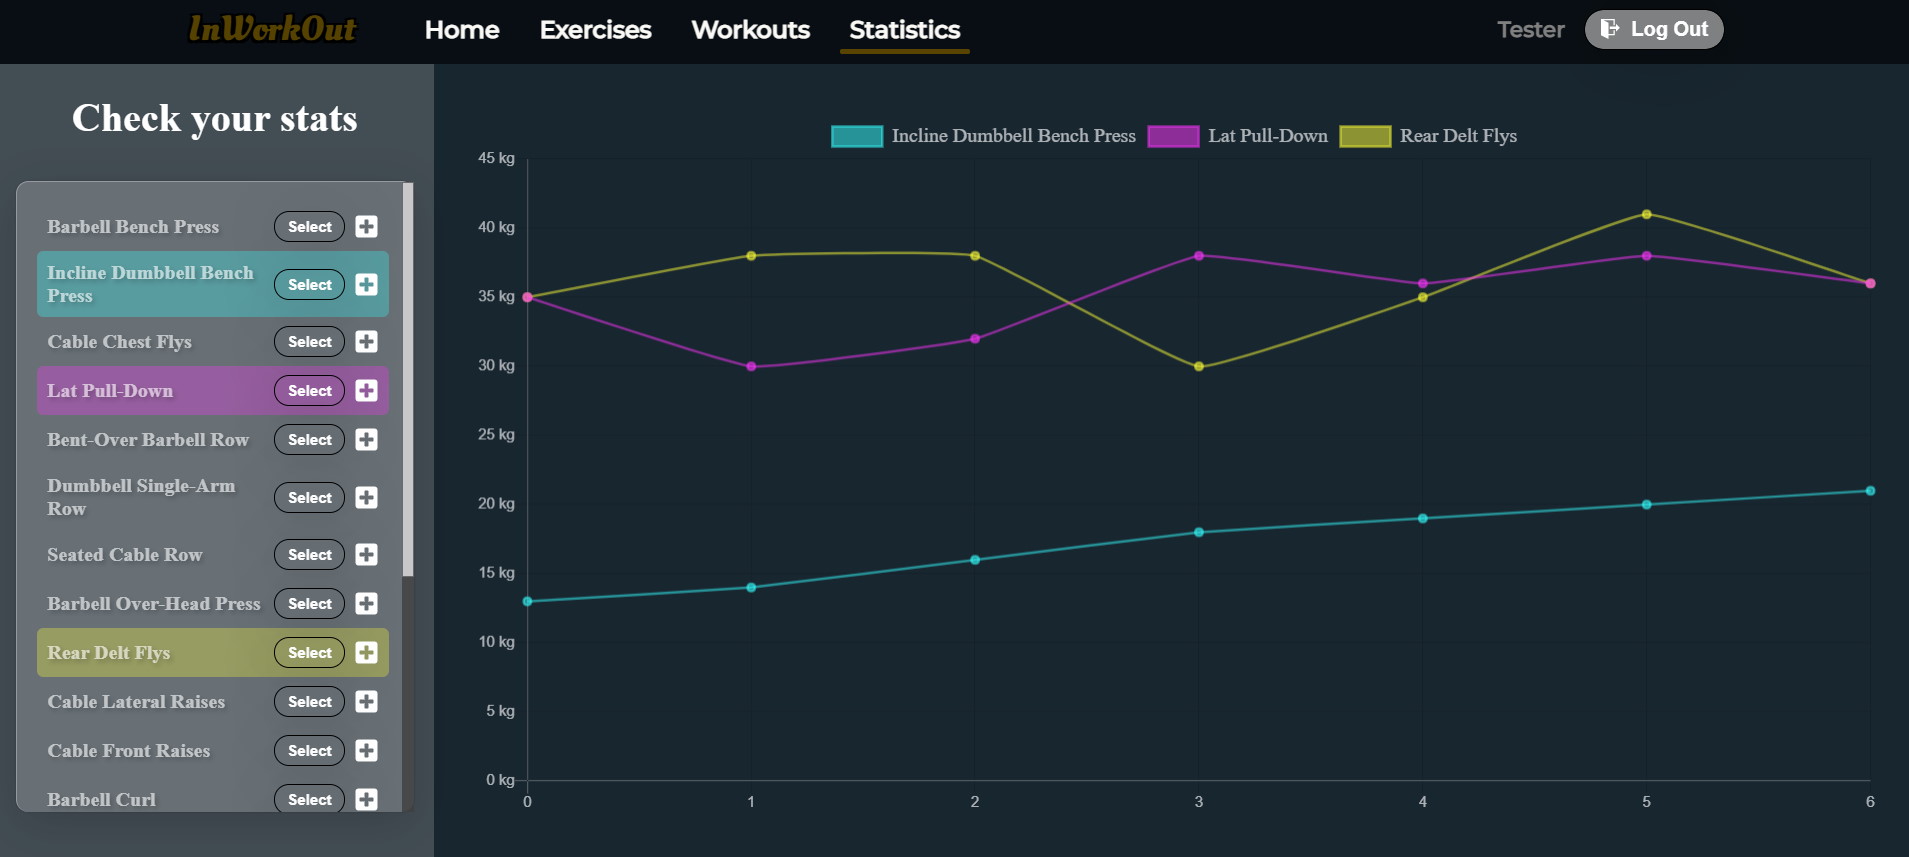 InWorkOut
Home
Exercises
Workouts
Statistics
Tester
Log Out
Check your stats
Barbell Bench Press
Select
Incline Dumbbell Bench
Press
Select
Cable Chest Flys
Select
Lat Pull-Down
Select
Bent-Over Barbell Row
Select
Dumbbell Single-Arm
Row
Select
Seated Cable Row
Select
Barbell Over-Head Press
Select
Rear Delt Flys
Select
Cable Lateral Raises
Select
Cable Front Raises
Select
Barbell Curl
Select
Incline Dumbbell Bench Press
Lat Pull-Down
Rear Delt Flys
45 kg
40 kg
35 kg
30 kg
25 kg
20 kg
15 kg
10 kg
5 kg
0 kg
0
1
2
3
4
5
6